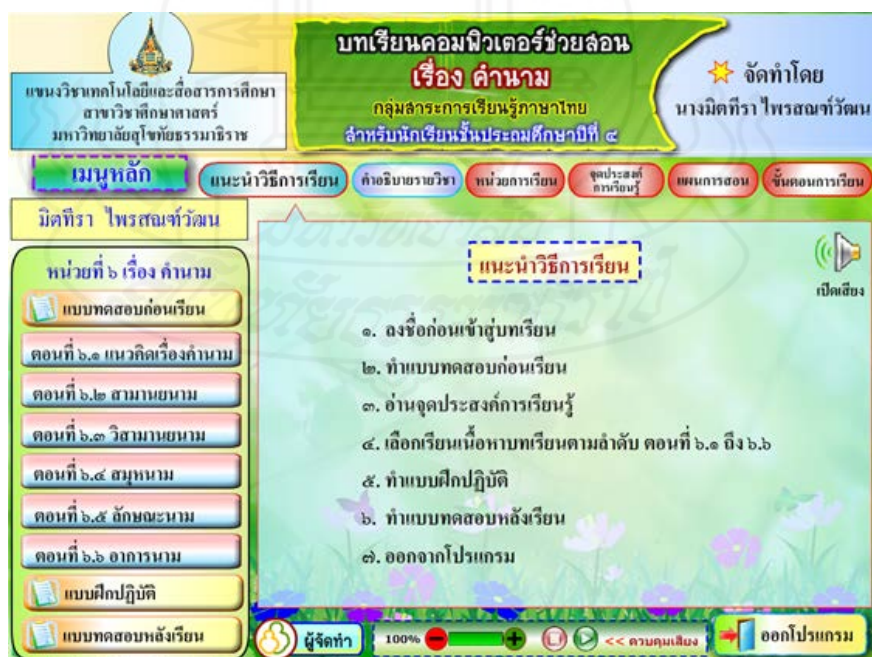 แขนงวิชาเทคโนโลยีและสื่อสารการศึกษา
สาขาวิชาศึกษาศาสตร์
มหาวิทยาลัยสุโขทัยธรรมาธิราช
บทเรียนคอมพิวเตอร์ช่วยสอน
เรื่อง คำนาม
กลุ่มสาระการเรียนรู้ภาษาไทย
สำหรับนักเรียนชั้นประถมศึกษาปีที่ ๔
จัดทำโดย
นางมิตทีรา ไพรสณฑ์วัฒน
เมนูหลัก
แนะนำวิธีการเรียน
คำอธิบายรายวิชา
หน่วยการเรียน
จุดประสงค์
การเรียนรู้
แผนการสอน
ขั้นตอนการเรียน
มิตทีรา ไพรสณฑ์วัฒน
หน่วยที่ ๖ เรื่อง คำนาม
แบบทดสอบก่อนเรียน
ตอนที่ ๖.๑ แนวคิดเรื่องคำนาม
ตอนที่ ๖.๒ สามานยนาม
ตอนที่ ๖.๓ วิสามานยนาม
ตอนที่ ๖.๔ สมุหนาม
ตอนที่ ๖.๕ ลักษณะนาม
ตอนที่ ๖.๖ อาการนาม
แบบฝึกปฏิบัติ
แบบทดสอบหลังเรียน
แนะนำวิธีการเรียน
เปิดเสียง
๑. ลงชื่อก่อนเข้าสู่บทเรียน
๒. ทำแบบทดสอบก่อนเรียน
๓. อ่านจุดประสงค์การเรียนรู้
๔. เลือกเรียนเนื้อหาบทเรียนตามลำดับ ตอนที่ ๖.๑ ถึง ๖.๖
๕. ทำแบบฝึกปฏิบัติ
๖. ทำแบบทดสอบหลังเรียน
๗. ออกจากโปรแกรม
ผู้จัดทำ
100%
<< ควบคุมเสียง
ออกโปรแกรม